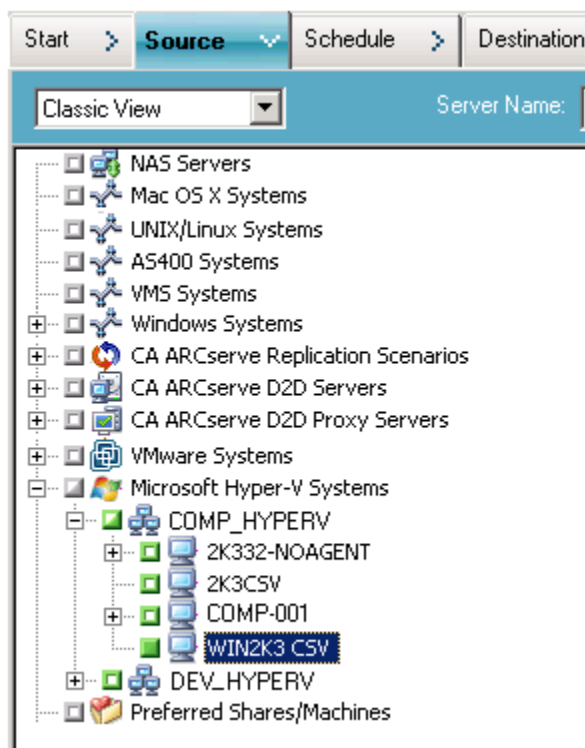 Start Source Schedule Destination
Classic View Server Name:
NAS Servers
Mac OS X Systems
UNIX/Linux Systems
AS400 Systems
VMS Systems
Windows Systems
CA ARCserve Replication Scenarios
CA ARCserve D2D Servers
CA ARCserve D2D Proxy Servers
VMware Systems
Microsoft Hyper-V Systems
COMP_HYPERV
2K332-NOAGENT
2K3CSV
COMP-001
WIN2K3 CSV
DEV_HYPERV
Preferred Shares/Machines